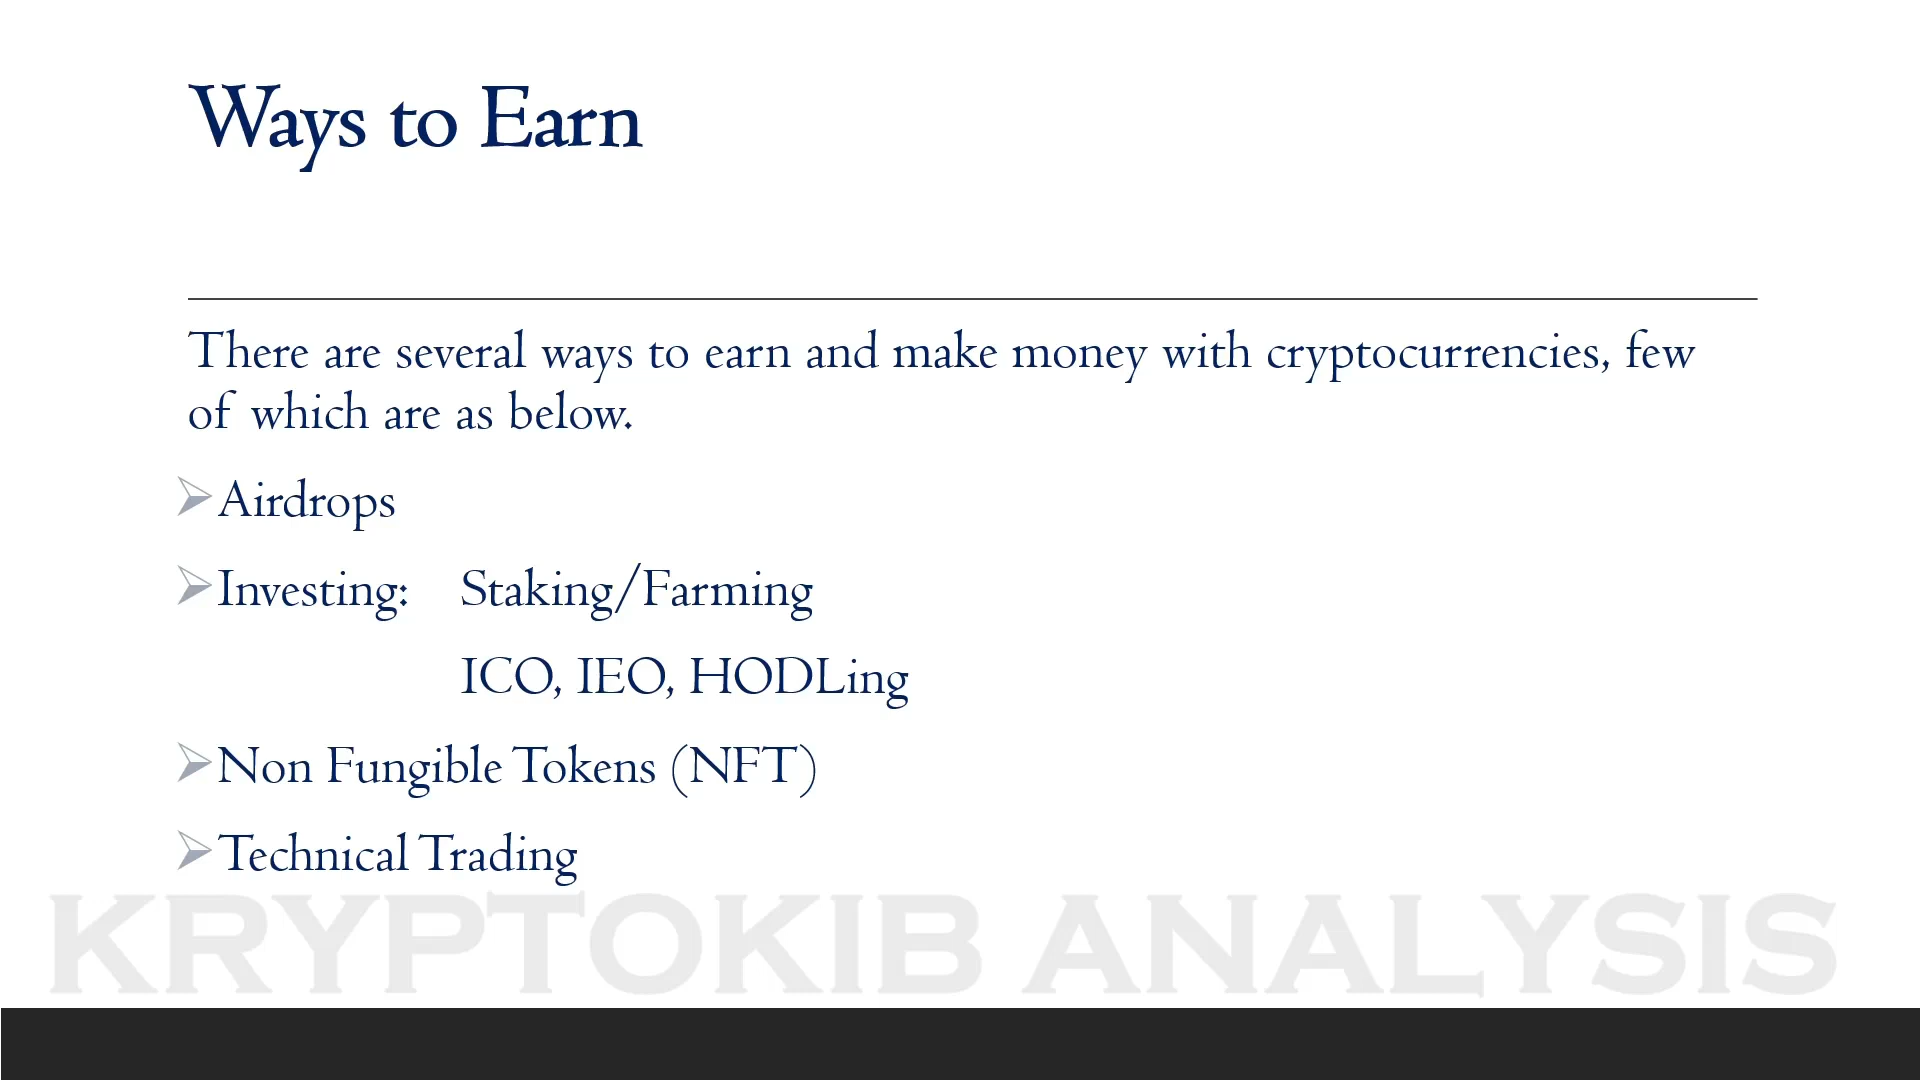 Ways to Earn
There are several ways to earn and make money with cryptocurrencies, few
of which are as below.
Airdrops
Investing: Staking/Farming
ICO, IEO, HODLing
Non Fungible Tokens (NFT)
Technical Trading
KRYPTOKIB ANALYSIS